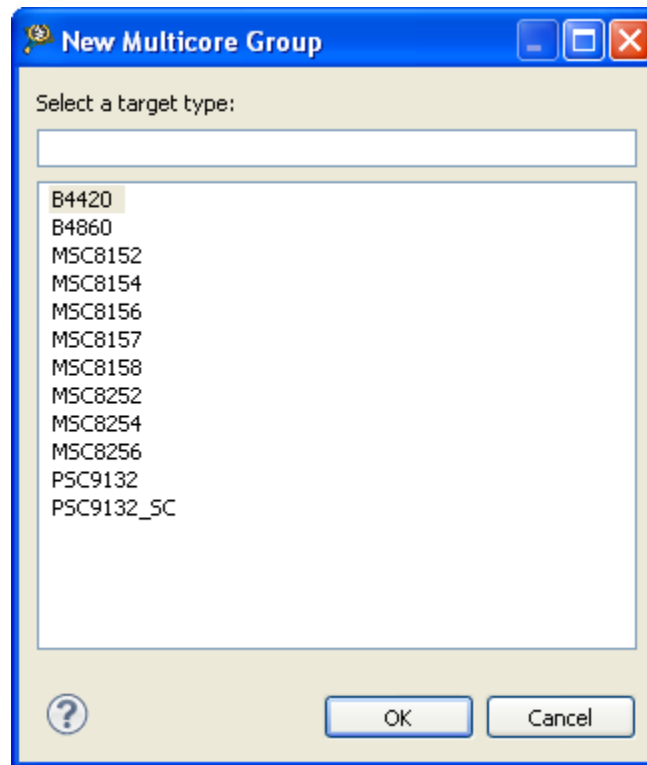 New Multicore Group
Select a target type:
B4420
B4860
MSC8152
MSC8154
MSC8156
MSC8157
MSC8158
MSC8252
MSC8254
MSC8256
PSC9132
PSC9132_SC
?
OK
Cancel